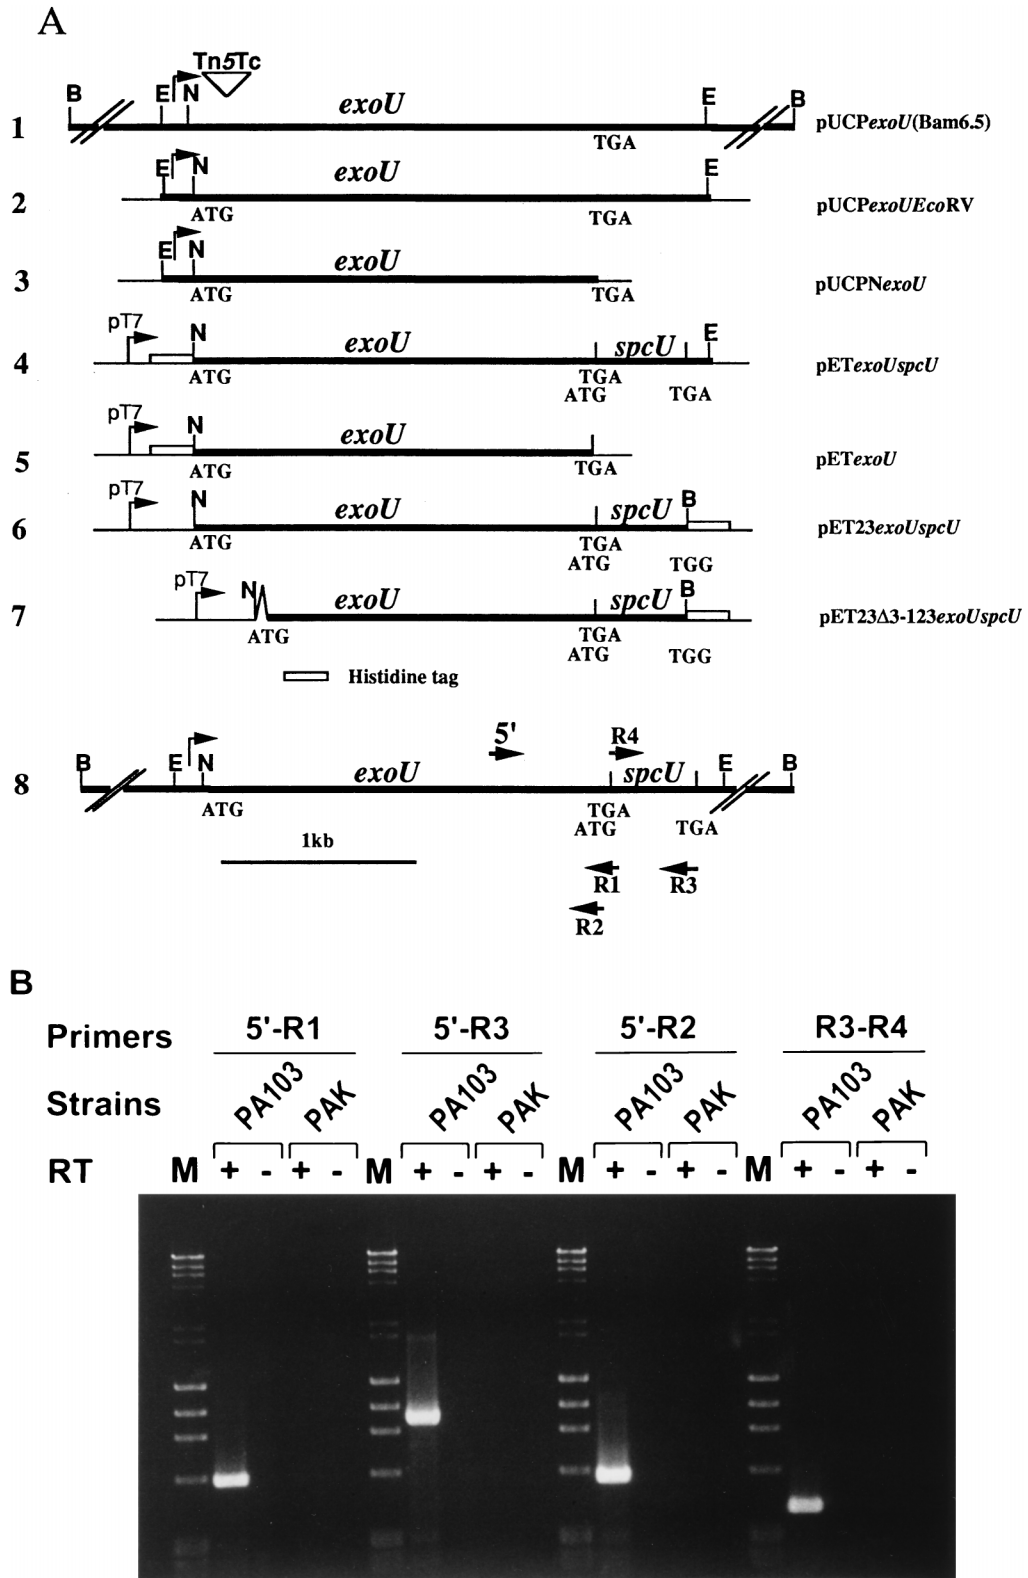 A
Tn5Tc
B E N exoU E B
1 TGA pUCPexoU(Bam6.5)
E N exoU E
2 ATG TGA pUCPexoUEcoRV
E N exoU
3 ATG TGA pUCPNexoU
pT7 N exoU spcU E
4 ATG TGA pETexoUspcU
ATG TGA
pT7 N exoU
5 ATG TGA pETexoU
pT7 N exoU spcU B
6 ATG TGA pET23exoUspcU
ATG TGG
pT7 N exoU spcU B
7 ATG TGA pET23Δ3-123exoUspcU
ATG TGG
Histidine tag
5' R4
B E N exoU spcU E B
8 ATG TGA
ATG TGA
1kb
R1 R3
R2
B
Primers 5'-R1 5'-R3 5'-R2 R3-R4
Strains PA103 PAK PA103 PAK PA103 PAK PA103 PAK
RT M + - + - M + - + - M + - + - M + - + -